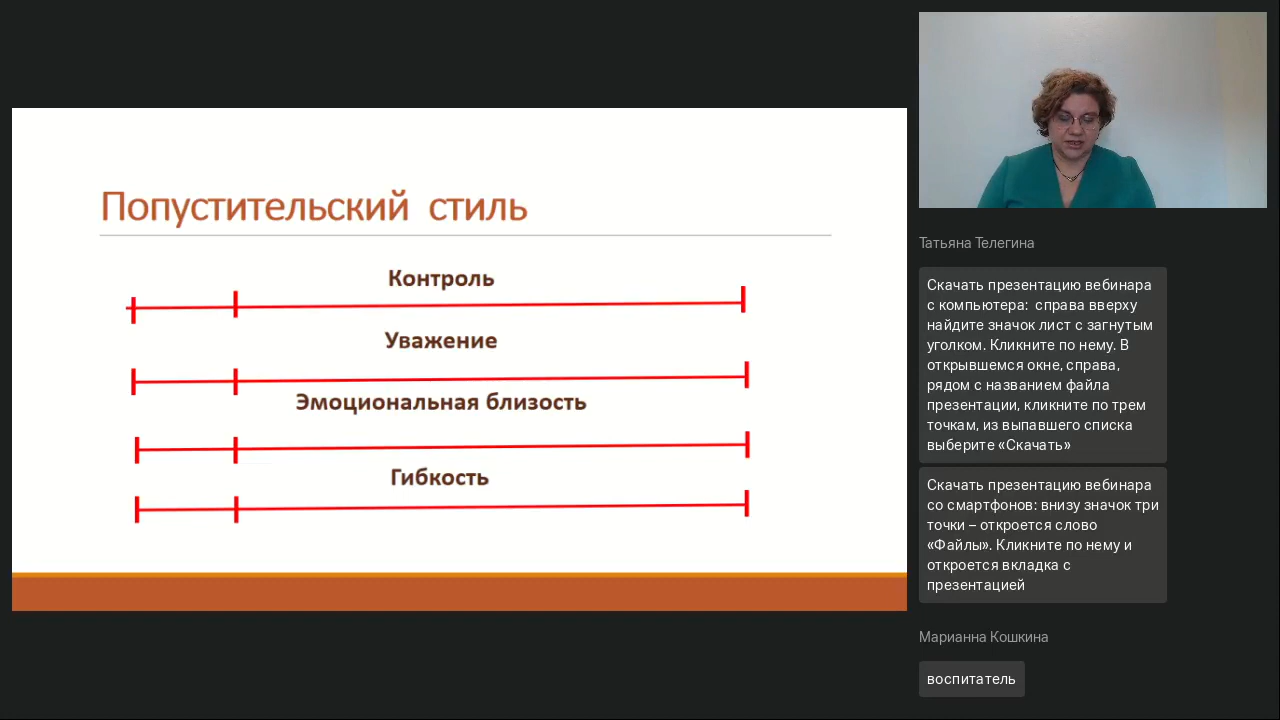 Попустительский стиль
Контроль
Уважение
Эмоциональная близость
Гибкость
Татьяна Телегина
Скачать презентацию вебинара
с компьютера: справа вверху
найдите значок лист с загнутым
уголком. Кликните по нему. В
открывшемся окне, справа,
рядом с названием файла
презентации, кликните по трем
точкам, из выпавшего списка
выберите «Скачать»
Скачать презентацию вебинара
со смартфонов: внизу значок три
точки – откроется слово
«Файлы». Кликните по нему и
откроется вкладка с
презентацией
Марианна Кошкина
воспитатель